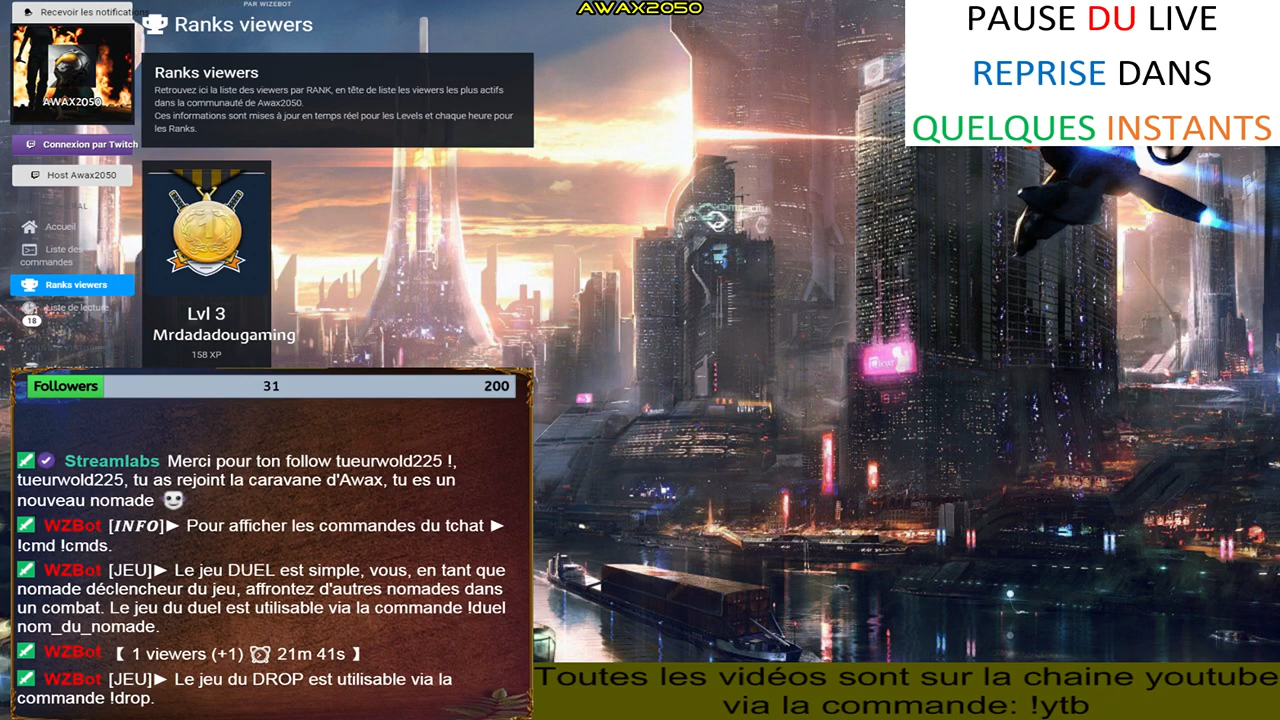 PAR WIZEBOT
Recevoir les notifications
Ranks viewers
AWAX2050
PAUSE DU LIVE
REPRISE DANS
QUELQUES INSTANTS
AWAX2050
Ranks viewers
Retrouvez ici la liste des viewers par RANK, en tête de liste les viewers les plus actifs
dans la communauté de Awax2050.
Ces informations sont mises à jour en temps réel pour les Levels et chaque heure pour
les Ranks.
Connexion par Twitch
Host Awax2050
PAL
Accueil
Liste des
commandes
Ranks viewers
Liste de lecture
18
1
Lvl 3
Mrdadadougaming
158 XP
Followers 31 200
Streamlabs Merci pour ton follow tueurwold225 !,
tueurwold225, tu as rejoint la caravane d'Awax, tu es un
nouveau nomade
WZBot [INFO]► Pour afficher les commandes du tchat ►
!cmd !cmds.
WZBot [JEU]► Le jeu DUEL est simple, vous, en tant que
nomade déclencheur du jeu, affrontez d'autres nomades dans
un combat. Le jeu du duel est utilisable via la commande !duel
nom_du_nomade.
WZBot 【 1 viewers (+1) ⏰ 21m 41s 】
WZBot [JEU]► Le jeu du DROP est utilisable via la
commande !drop.
Toutes les vidéos sont sur la chaine youtube
via la commande: !ytb